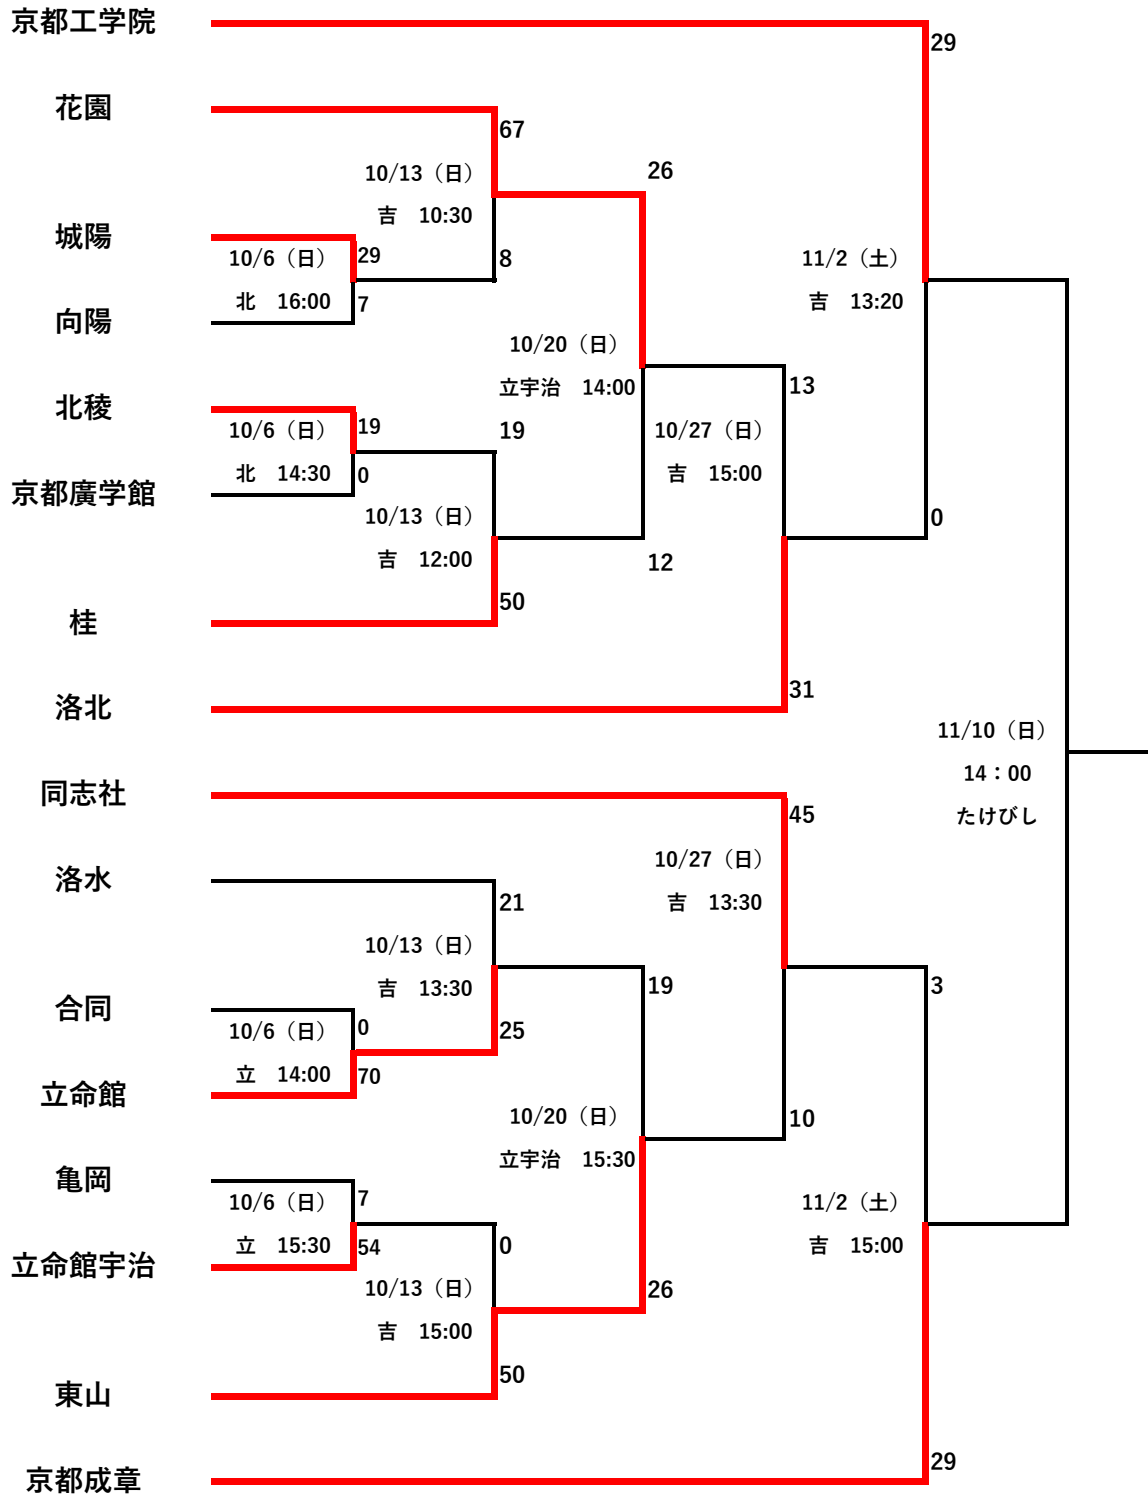 京都工学院
29
花園
67
10/13（日）
26
吉　10:30
城陽
29
8
10/6（日）
11/2（土）
北　16:00
7
吉　13:20
向陽
10/20（日）
立宇治　14:00
13
北稜
19
19
10/6（日）
10/27（日）
北　14:30
0
吉　15:00
京都廣学館
10/13（日）
0
吉　12:00
12
50
桂
31
洛北
11/10（日）
14：00
たけびし
同志社
45
10/27（日）
洛水
21
吉　13:30
10/13（日）
吉　13:30
19
3
合同
0
25
10/6（日）
立　14:00
70
立命館
10/20（日）
10
立宇治　15:30
亀岡
7
10/6（日）
11/2（土）
立　15:30
54
0
吉　15:00
立命館宇治
10/13（日）
26
吉　15:00
50
東山
29
京都成章